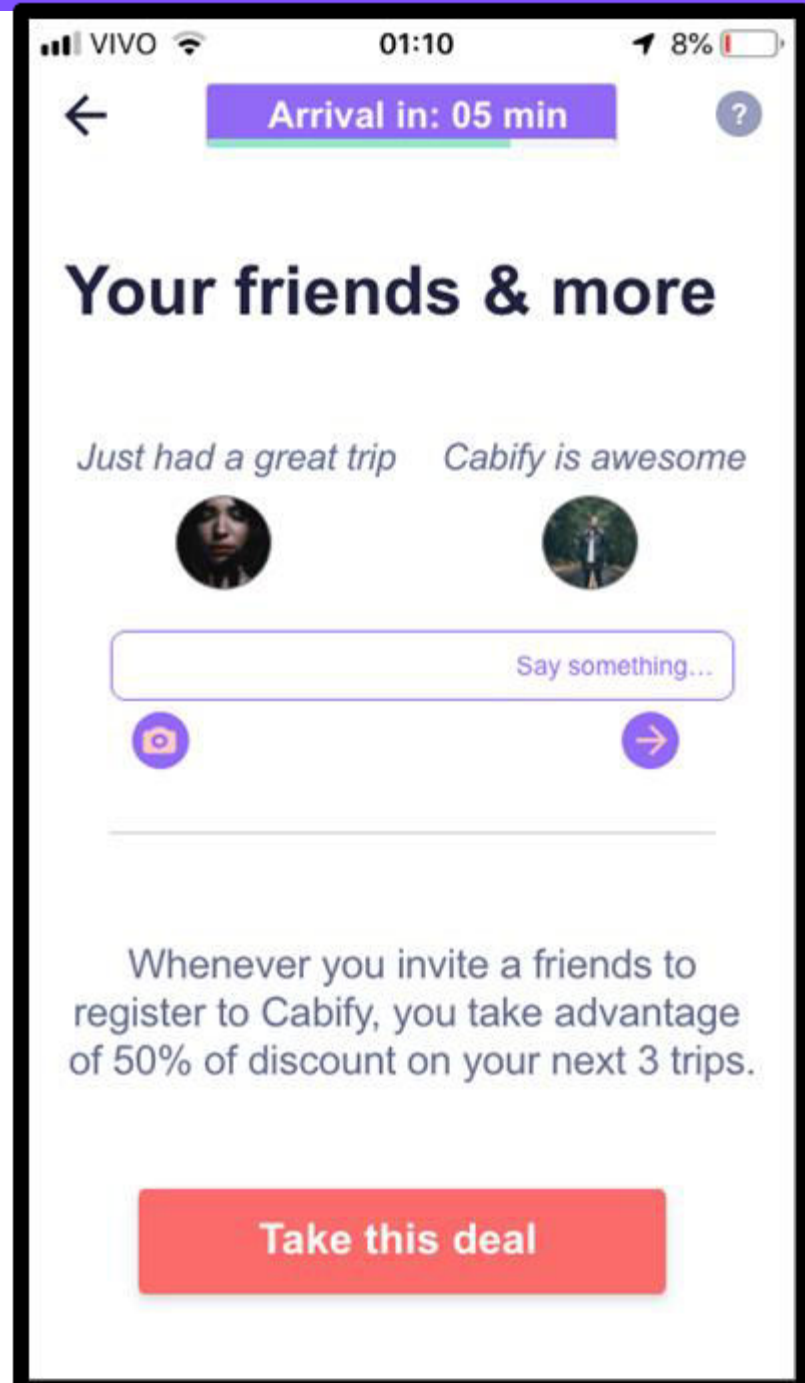 VIVO 01:10 8%
Arrival in: 05 min ?
Your friends & more
Just had a great trip Cabify is awesome
Say something...
Whenever you invite a friends to
register to Cabify, you take advantage
of 50% of discount on your next 3 trips.
Take this deal